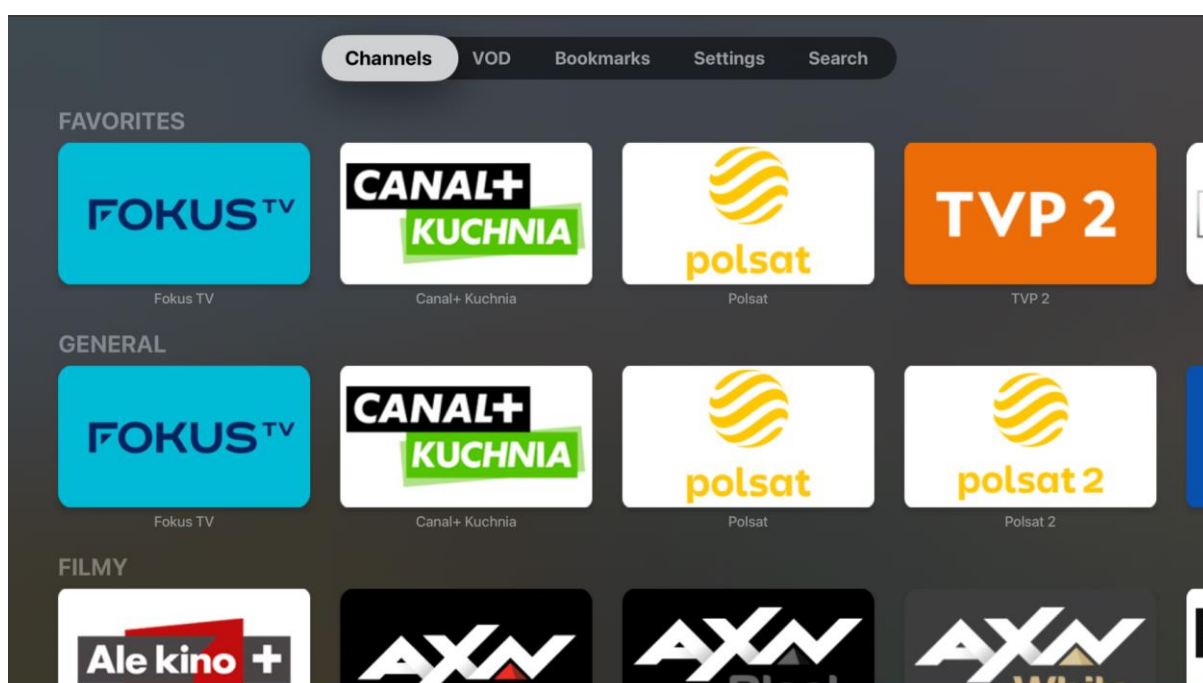 Channels VOD Bookmarks Settings Search
FAVORITES
FOKUS TV
CANAL+ KUCHNIA
polsat
TVP 2
Fokus TV
Canal+ Kuchnia
Polsat
TVP 2
GENERAL
FOKUS TV
CANAL+ KUCHNIA
polsat
polsat 2
Fokus TV
Canal+ Kuchnia
Polsat
Polsat 2
FILMY
Ale kino +
AXN
AXN
AXN